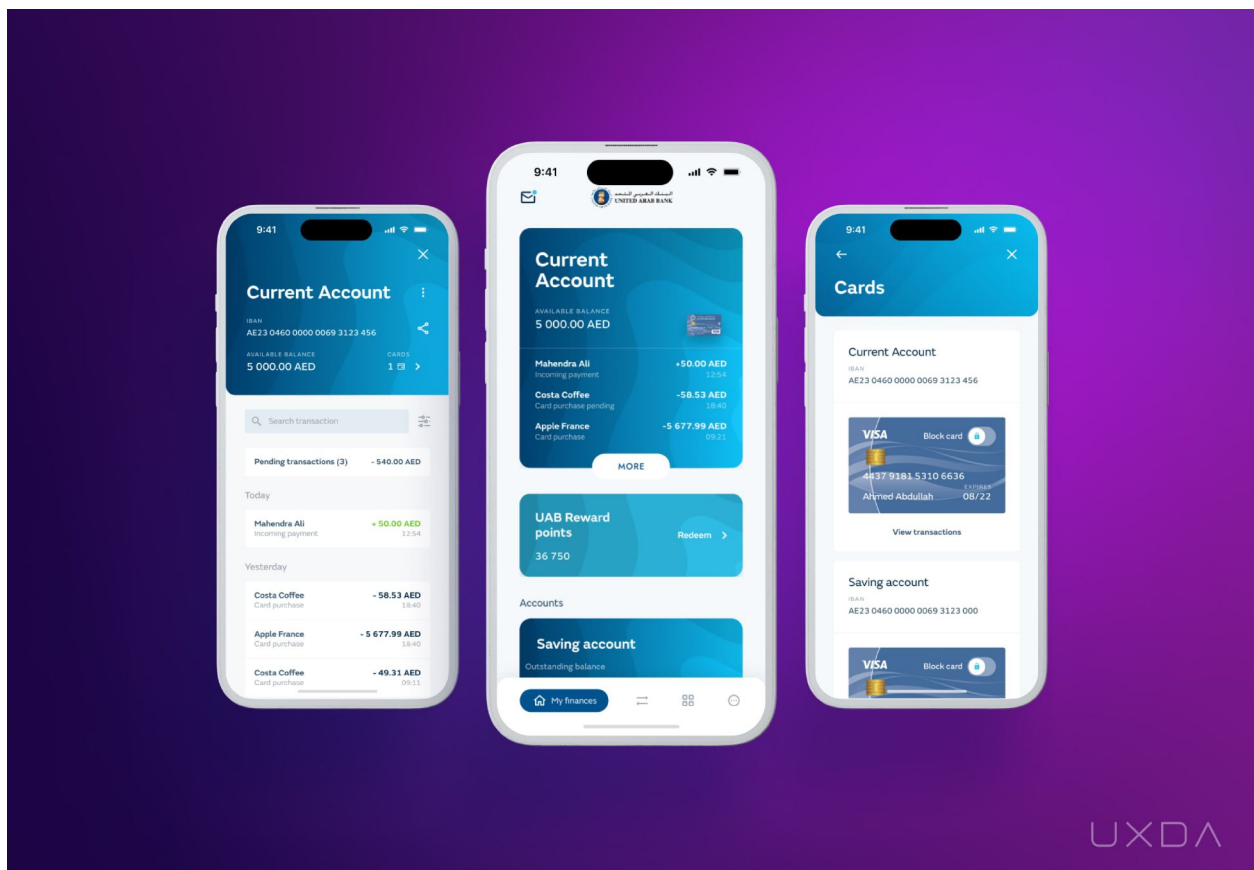 9:41
Current Account
IBAN
AE23 0460 0000 0069 3123 456
AVAILABLE BALANCE
CARDS
5 000.00 AED
1
Search transaction
Pending transactions (3)
- 540.00 AED
Today
Mahendra Ali
+ 50.00 AED
Incoming payment
12:54
Yesterday
Costa Coffee
- 58.53 AED
Card purchase
18:40
Apple France
- 5 677.99 AED
Card purchase
18:40
Costa Coffee
- 49.31 AED
Card purchase
09:11
9:41
البنك العربي المتحد
UNITED ARAB BANK
Current
Account
AVAILABLE BALANCE
5 000.00 AED
Mahendra Ali
+50.00 AED
Incoming payment
12:54
Costa Coffee
-58.53 AED
Card purchase pending
18:40
Apple France
-5 677.99 AED
Card purchase
09:21
MORE
UAB Reward
points
Redeem
36 750
Accounts
Saving account
Outstanding balance
My finances
9:41
Cards
Current Account
IBAN
AE23 0460 0000 0069 3123 456
VISA
Block card
4437 9181 5310 6636
EXPIRES
Ahmed Abdullah
08/22
View transactions
Saving account
IBAN
AE23 0460 0000 0069 3123 000
VISA
Block card
UXDA